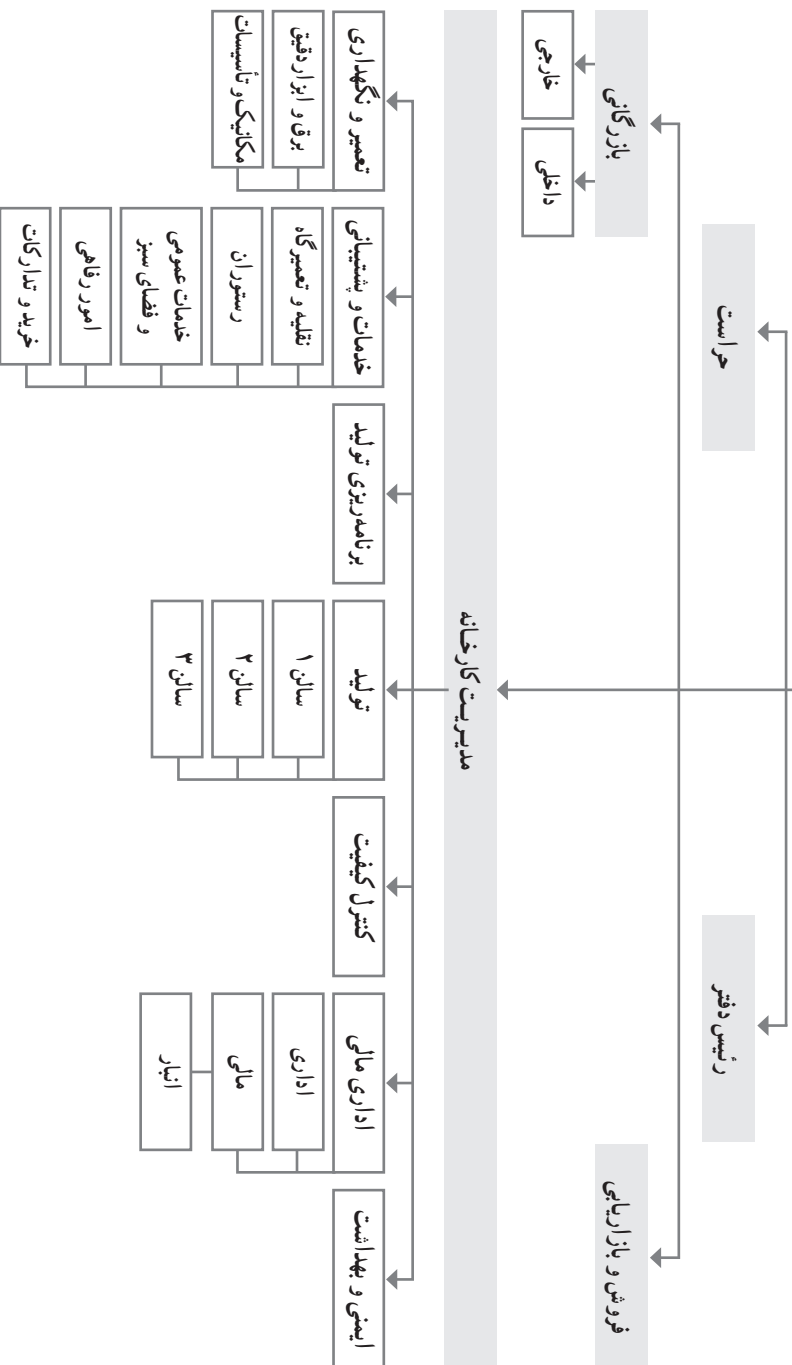 حراست
رئیس دفتر
بازرگانی
فروش و بازاریابی
خارجی
داخلی
مدیریت کارخانه
تعمیر و نگهداری
برق و ابزار دقیق
مکانیک و تأسیسات
خدمات و پشتیبانی
نقلیه و تعمیرگاه
رستوران
خدمات عمومی
و فضای سبز
امور رفاهی
خرید و تدارکات
برنامه‌ریزی تولید
تولید
سالن ۱
سالن ۲
سالن ۳
کنترل کیفیت
اداری مالی
اداری
مالی
انبار
ایمنی و بهداشت